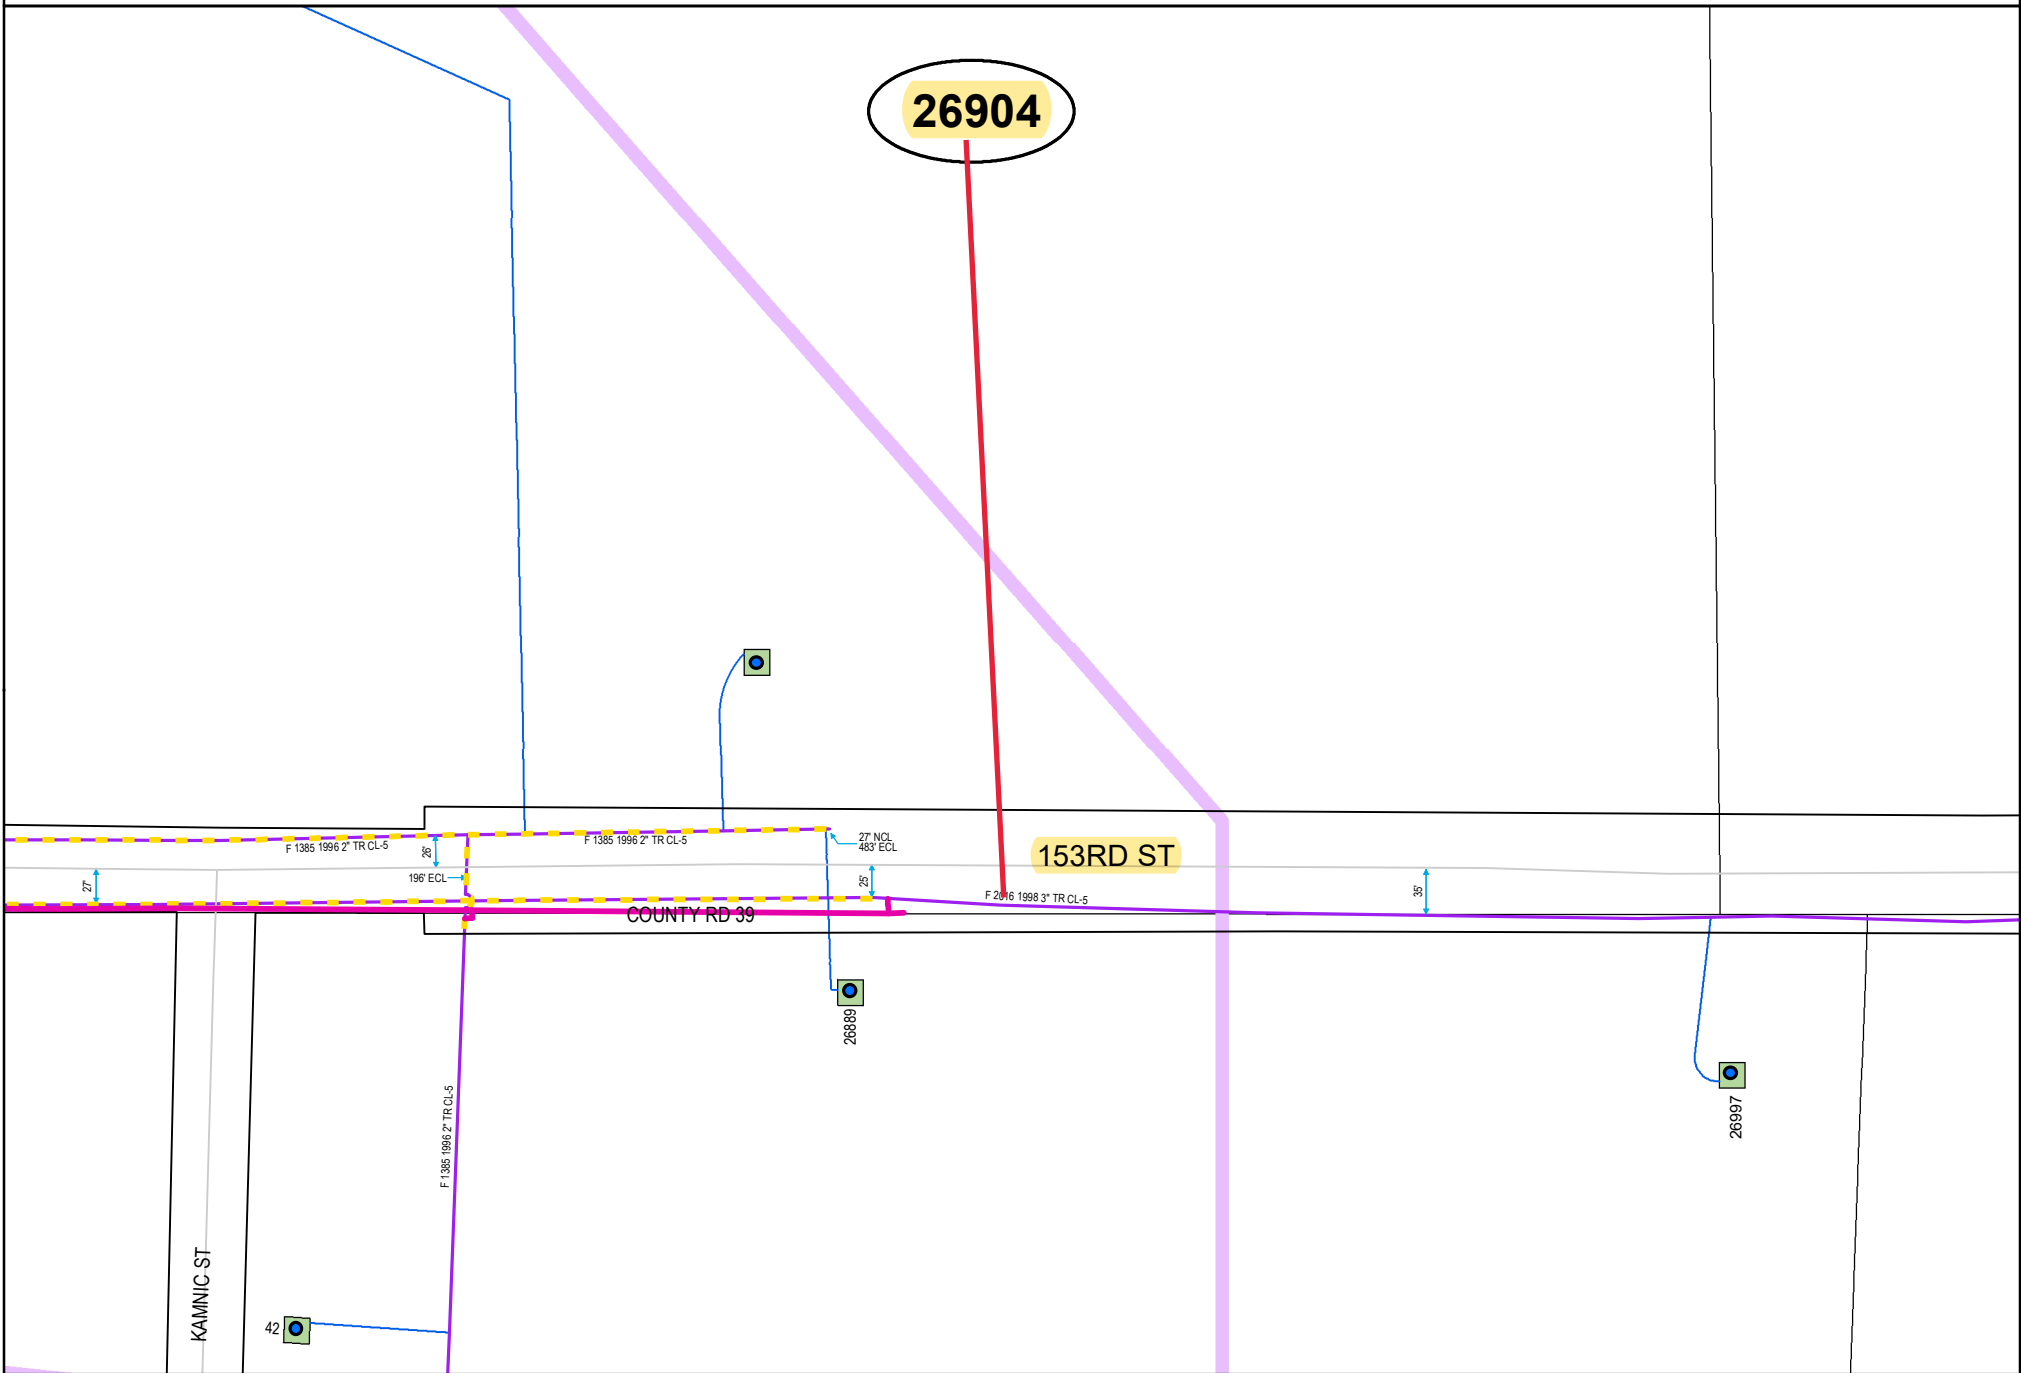 26904
F 1385 1996 2" TR CL-5
26'
F 1385 1996 2" TR CL-5
27' NCL
483' ECL
153RD ST
196' ECL
27'
25'
35'
F 2016 1998 3" TR CL-5
COUNTY RD 39
26889
26997
F 1385 1996 2" TR CL-5
KAMNIC ST
42